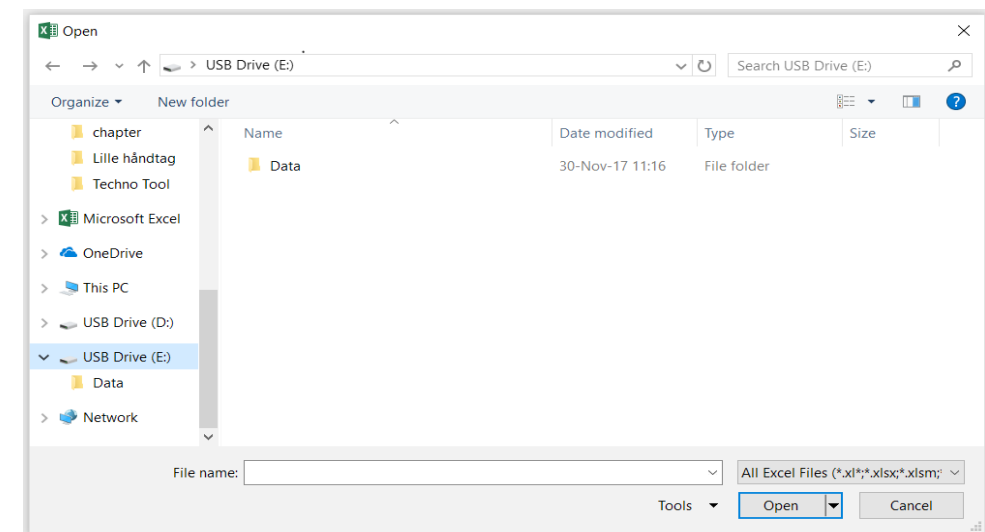 Open
USB Drive (E:)
Search USB Drive (E:)
Organize
New folder
Name
Date modified
Type
Size
chapter
Lille håndtag
Techno Tool
Microsoft Excel
OneDrive
This PC
USB Drive (D:)
USB Drive (E:)
Data
Network
Data
30-Nov-17 11:16
File folder
File name:
All Excel Files (*.xl*;*.xlsx;*.xlsm;
Tools
Open
Cancel